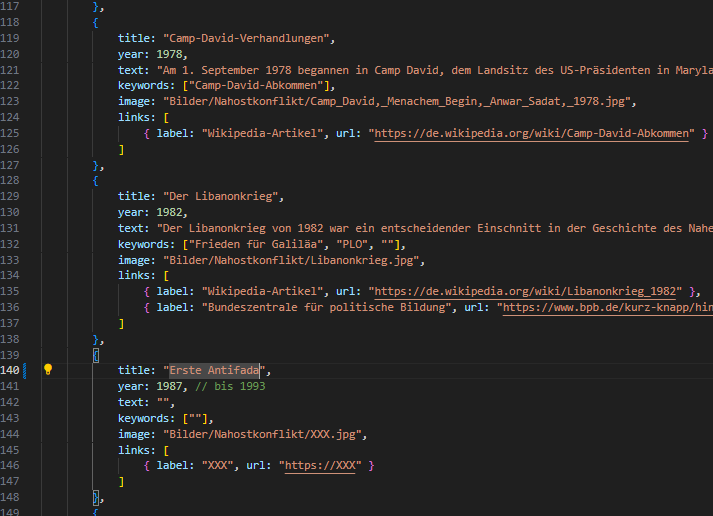 117 },
118 {
119 title: "Camp-David-Verhandlungen",
120 year: 1978,
121 text: "Am 1. September 1978 begannen in Camp David, dem Landsitz des US-Präsidenten in
122 keywords: ["Camp-David-Abkommen"],
123 image: "Bilder/Nahostkonflikt/Camp_David,_Menachem_Begin,_Anwar_Sadat,_1978.jpg",
124 links: [
125 { label: "Wikipedia-Artikel", url: "https://de.wikipedia.org/wiki/Camp-David-Abkommen" }
126 ]
127 },
128 {
129 title: "Der Libanonkrieg",
130 year: 1982,
131 text: "Der Libanonkrieg von 1982 war ein entscheidender Einschnitt in der Geschichte des
132 keywords: ["Frieden für Galiläa", "PLO", ""],
133 image: "Bilder/Nahostkonflikt/Libanonkrieg.jpg",
134 links: [
135 { label: "Wikipedia-Artikel", url: "https://de.wikipedia.org/wiki/Libanonkrieg_1982" },
136 { label: "Bundeszentrale für politische Bildung", url: "https://www.bpb.de/kurz-knapp/hin
137 ]
138 },
139 {
140 title: "Erste Antifada",
141 year: 1987, // bis 1993
142 text: "",
143 keywords: [""],
144 image: "Bilder/Nahostkonflikt/XXX.jpg",
145 links: [
146 { label: "XXX", url: "https://XXX" }
147 ]
148 },
149 {